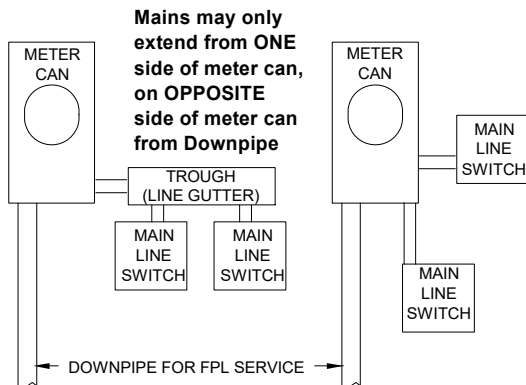 Mains may only
extend from ONE
side of meter can,
on OPPOSITE
side of meter can
from Downpipe
METER
CAN
TROUGH
(LINE GUTTER)
MAIN
LINE
SWITCH
MAIN
LINE
SWITCH
METER
CAN
MAIN
LINE
SWITCH
MAIN
LINE
SWITCH
DOWNPIPE FOR FPL SERVICE